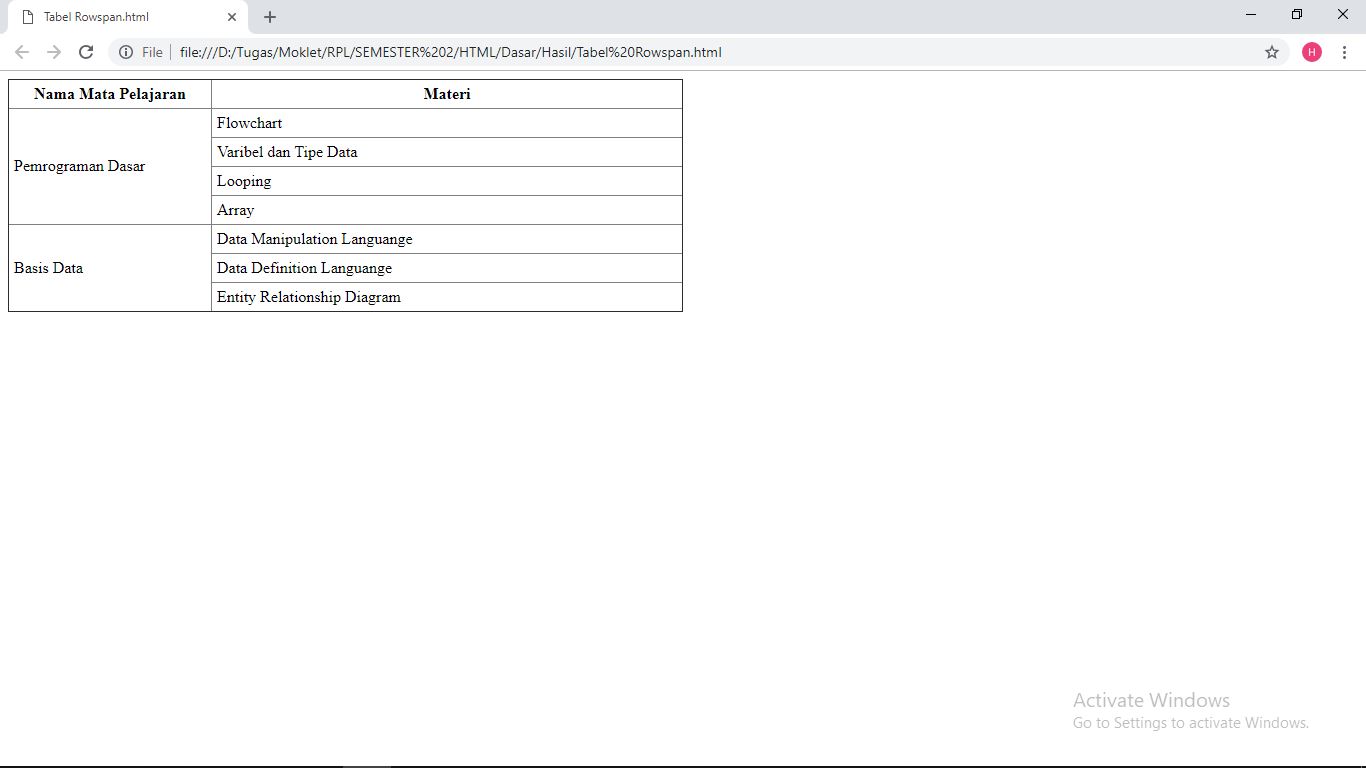 Tabel Rowspan.html
File file:///D:/Tugas/Moklet/RPL/SEMESTER%202/HTML/Dasar/Hasil/Tabel%20Rowspan.html
H
Nama Mata Pelajaran Materi
Pemrograman Dasar
Flowchart
Varibel dan Tipe Data
Looping
Array
Basis Data
Data Manipulation Languange
Data Definition Languange
Entity Relationship Diagram
Activate Windows
Go to Settings to activate Windows.